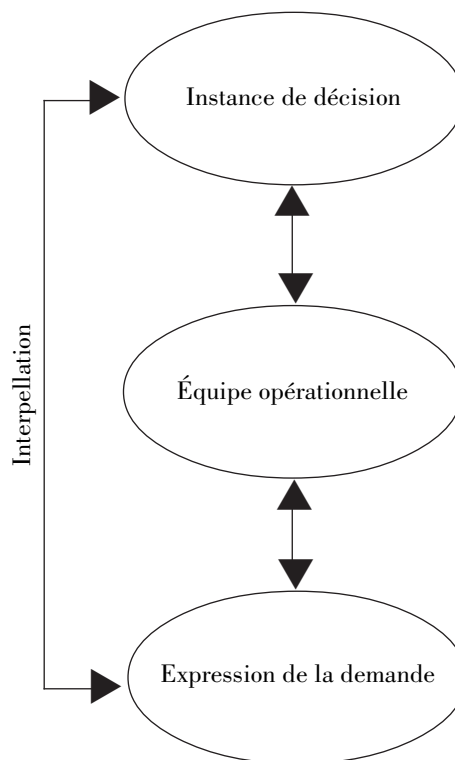 Instance de décision
Équipe opérationnelle
Interpellation
Expression de la demande